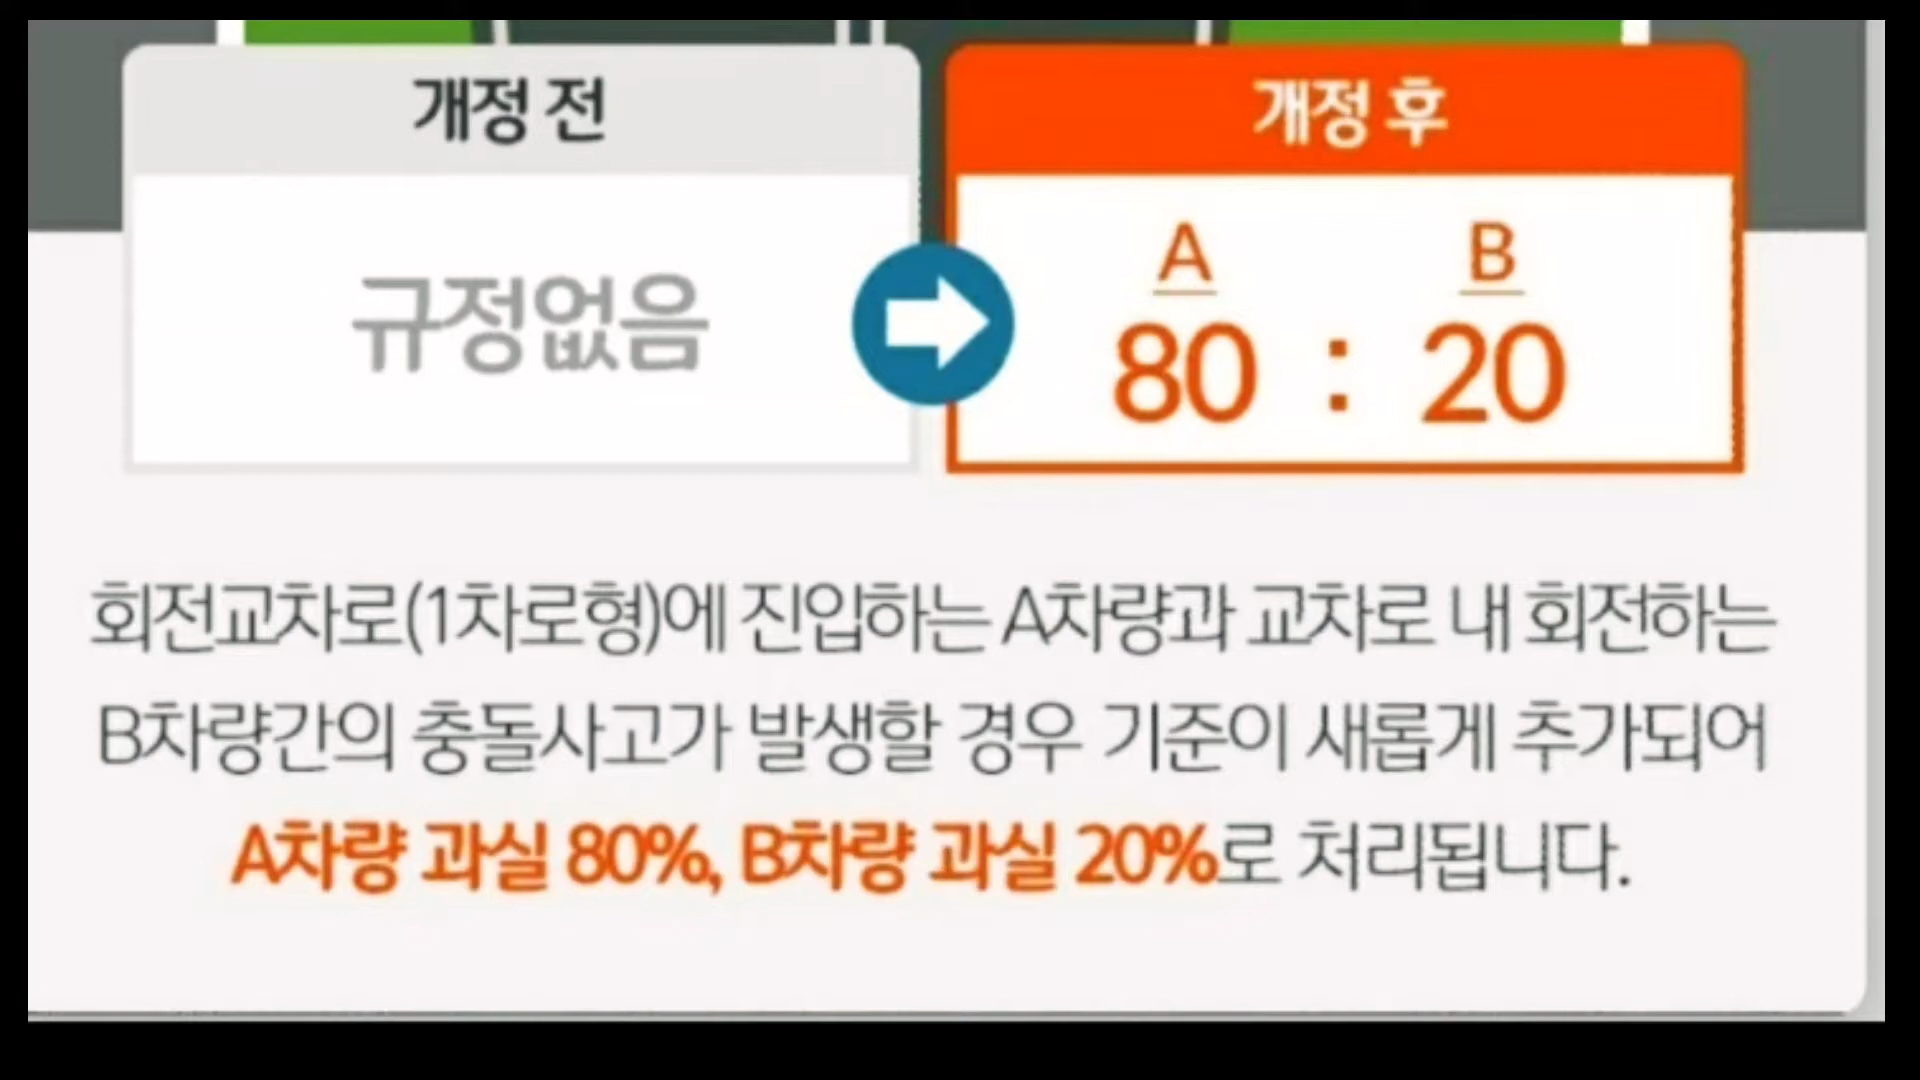 개정 전
개정 후
규정없음
A B
80 : 20
회전교차로(1차로형)에 진입하는 A차량과 교차로 내 회전하는
B차량간의 충돌사고가 발생할 경우 기준이 새롭게 추가되어
A차량 과실 80%, B차량 과실 20%로 처리됩니다.